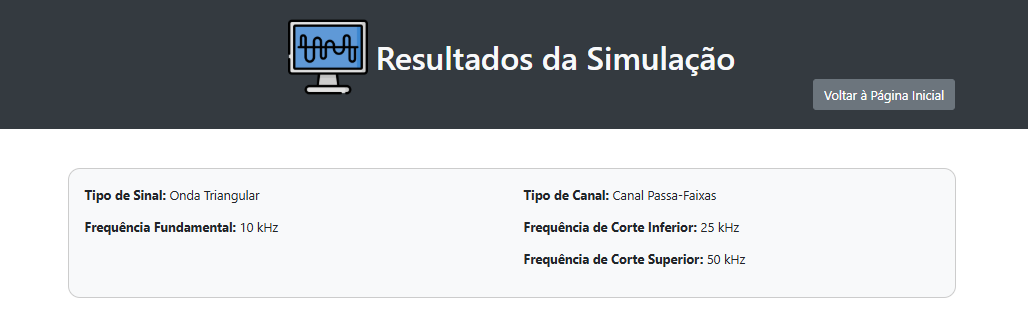 Resultados da Simulação
Voltar à Página Inicial
Tipo de Sinal: Onda Triangular
Frequência Fundamental: 10 kHz
Tipo de Canal: Canal Passa-Faixas
Frequência de Corte Inferior: 25 kHz
Frequência de Corte Superior: 50 kHz